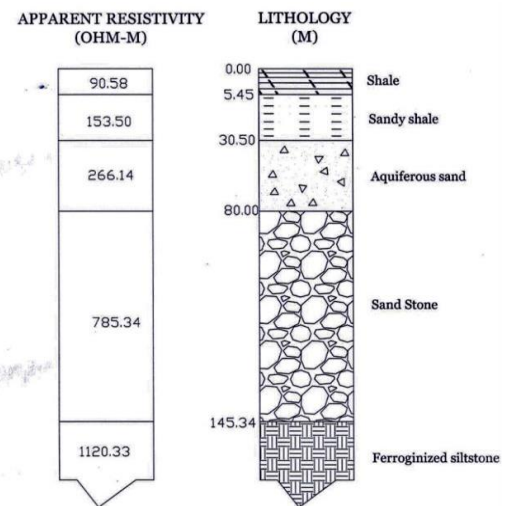 APPARENT RESISTIVITY
(OHM-M)
LITHOLOGY
(M)
0.00
90.58
Shale
5.45
153.50
Sandy shale
30.50
266.14
Aquiferous sand
80.00
785.34
Sand Stone
145.34
1120.33
Ferroginized siltstone